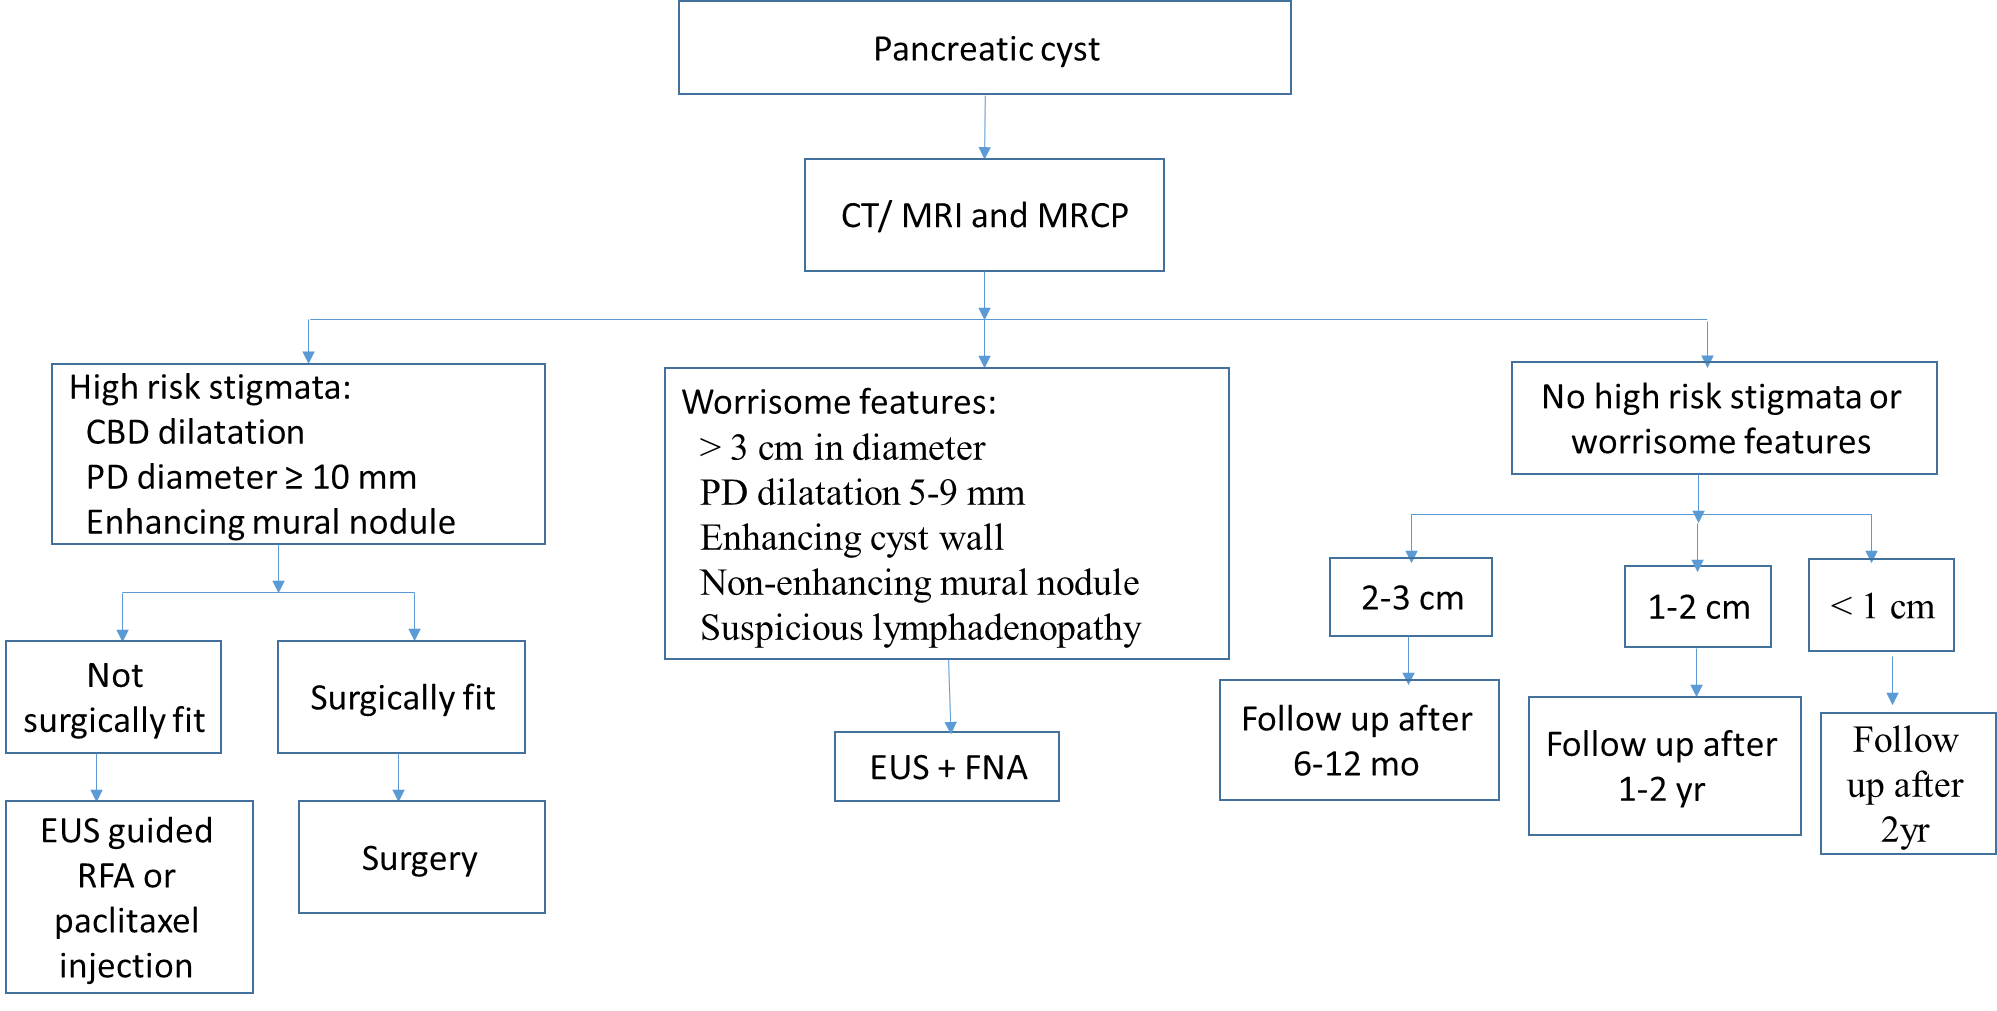 Pancreatic cyst
CT/ MRI and MRCP
High risk stigmata:
CBD dilatation
PD diameter ≥ 10 mm
Enhancing mural nodule
Worrisome features:
> 3 cm in diameter
PD dilatation 5-9 mm
Enhancing cyst wall
Non-enhancing mural nodule
Suspicious lymphadenopathy
No high risk stigmata or
worrisome features
Not
surgically fit
Surgically fit
EUS guided
RFA or
paclitaxel
injection
Surgery
EUS + FNA
2-3 cm
1-2 cm
< 1 cm
Follow up after
6-12 mo
Follow up after
1-2 yr
Follow
up after
2yr